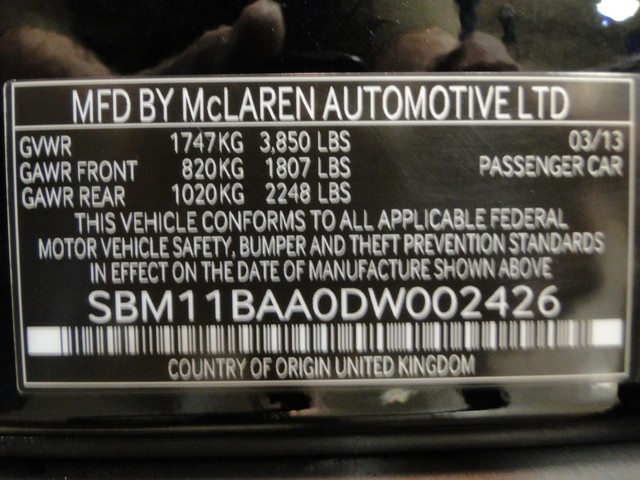 MFD BY McLAREN AUTOMOTIVE LTD
GVWR 1747KG 3,850 LBS 03/13
GAWR FRONT 820KG 1807 LBS PASSENGER CAR
GAWR REAR 1020KG 2248 LBS
THIS VEHICLE CONFORMS TO ALL APPLICABLE FEDERAL
MOTOR VEHICLE SAFETY, BUMPER AND THEFT PREVENTION STANDARDS
IN EFFECT ON THE DATE OF MANUFACTURE SHOWN ABOVE
SBM11BAA0DW002426
COUNTRY OF ORIGIN UNITED KINGDOM